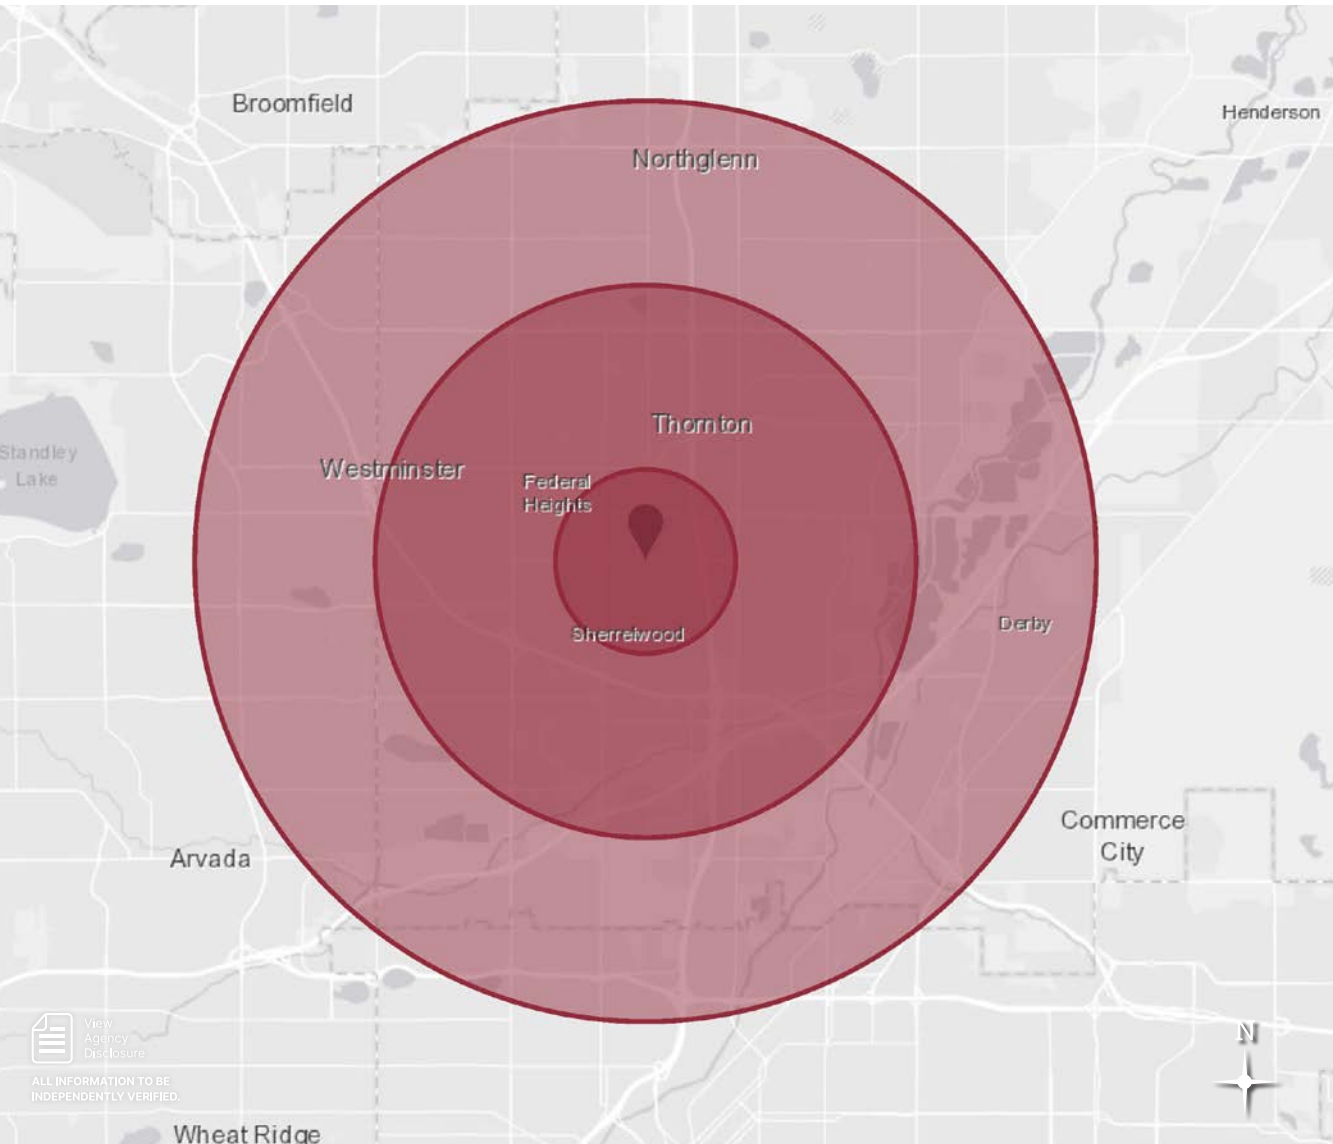 Broomfield
Henderson
Northglenn
Thornton
Standley
Lake
Westminster
Federal
Heights
Derby
Sherrelwood
Commerce
City
Arvada
View
Agency
Disclosure
N
ALL INFORMATION TO BE
INDEPENDENTLY VERIFIED.
Wheat Ridge